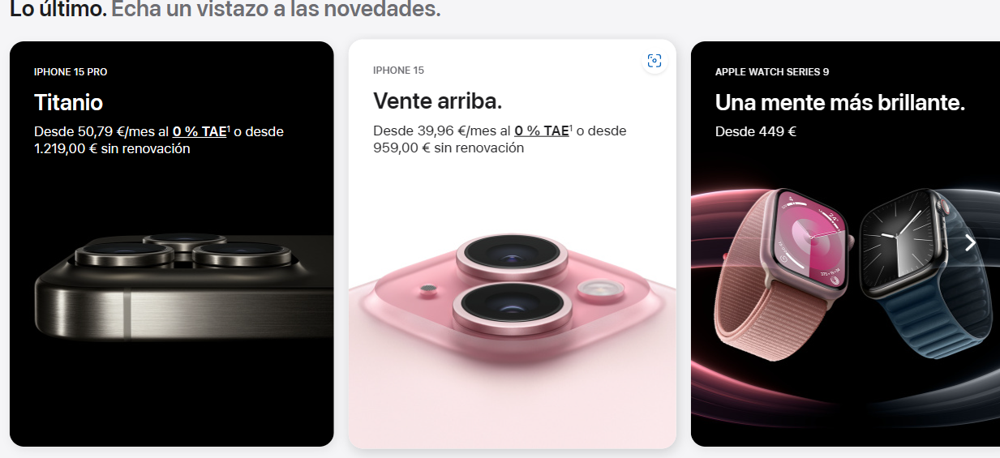 Lo último. Echa un vistazo a las novedades.
IPHONE 15 PRO
Titanio
Desde 50,79 €/mes al 0 % TAE¹ o desde
1.219,00 € sin renovación
IPHONE 15
Vente arriba.
Desde 39,96 €/mes al 0 % TAE¹ o desde
959,00 € sin renovación
APPLE WATCH SERIES 9
Una mente más brillante.
Desde 449 €